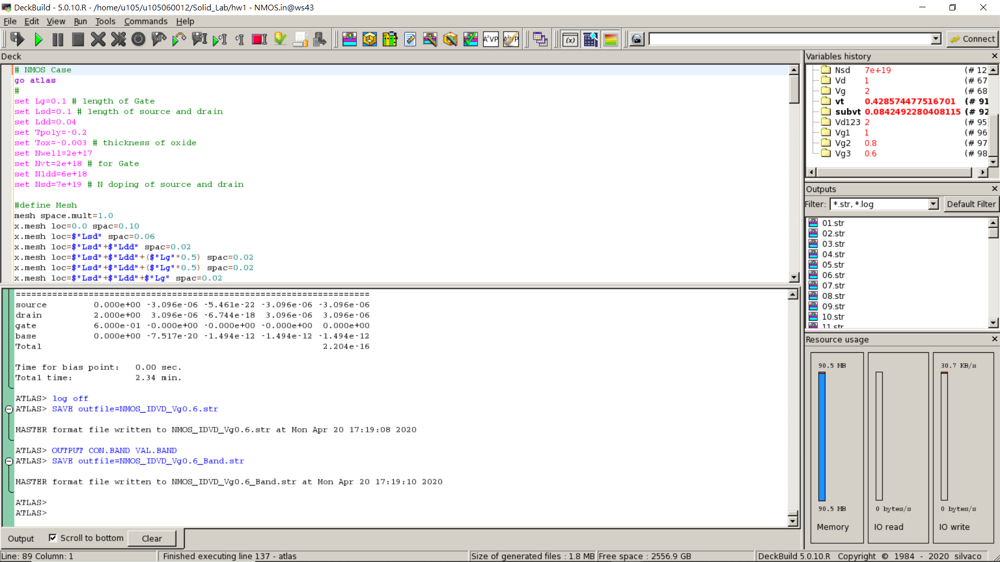 DeckBuild - 5.0.10.R - /home/u105/u105060012/Solid_Lab/hw1 - NMOS.in@ws43
File Edit View Run Tools Commands Help
Connect
Deck
# NMOS Case
go atlas
#
set Lg=0.1 # length of Gate
set Lsd=0.1 # length of source and drain
set Ldd=0.04
set Tpoly=-0.2
set Tox=-0.003 # thickness of oxide
set Nwell=2e+17
set Nvt=2e+18 # for Gate
set Nldd=6e+18
set Nsd=7e+19 # N doping of source and drain
#define Mesh
mesh space.mult=1.0
x.mesh loc=0.0 spac=0.10
x.mesh loc=$"Lsd" spac=0.06
x.mesh loc=$"Lsd"+$"Ldd" spac=0.02
x.mesh loc=$"Lsd"+$"Ldd"+($"Lg"*0.5) spac=0.02
x.mesh loc=$"Lsd"+$"Ldd"+($"Lg"*0.5) spac=0.02
x.mesh loc=$"Lsd"+$"Ldd"+$"Lg" spac=0.02
====================================================================
source 0.000e+00 -3.096e-06 -5.461e-22 -3.096e-06 -3.096e-06
drain 2.000e+00 3.096e-06 -6.744e-18 3.096e-06 3.096e-06
gate 6.000e-01 -0.000e+00 -0.000e+00 -0.000e+00 0.000e+00
base 0.000e+00 -7.517e-20 -1.494e-12 -1.494e-12 -1.494e-12
Total 2.204e-16
Time for bias point: 0.00 sec.
Total time: 2.34 min.
ATLAS> log off
ATLAS> SAVE outfile=NMOS_IDVD_Vg0.6.str
MASTER format file written to NMOS_IDVD_Vg0.6.str at Mon Apr 20 17:19:08 2020
ATLAS> OUTPUT CON.BAND VAL.BAND
ATLAS> SAVE outfile=NMOS_IDVD_Vg0.6_Band.str
MASTER format file written to NMOS_IDVD_Vg0.6_Band.str at Mon Apr 20 17:19:10 2020
ATLAS>
ATLAS>
Output Scroll to bottom Clear
Variables history
Nsd 7e+19 (# 12
Vd 1 (# 67
Vg 2 (# 68
vt 0.428574477516701 (# 91
subvt 0.0842492280408115 (# 92
Vd123 2 (# 95
Vg1 1 (# 96
Vg2 0.8 (# 97
Vg3 0.6 (# 98
Outputs
Filter: *.str, *.log Default Filter
01.str
02.str
03.str
04.str
05.str
06.str
07.str
08.str
09.str
10.str
11.str
Resource usage
90.5 MB 30.7 KB/s
90.5 MB 0 bytes/s 0 bytes/s
Memory IO read IO write
Line: 89 Column: 1 Finished executing line 137 - atlas Size of generated files : 1.8 MB Free space : 2556.9 GB DeckBuild 5.0.10.R Copyright © 1984 - 2020 silvaco